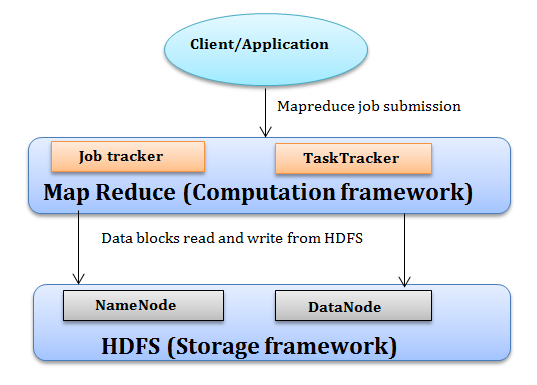 Client/Application
Mapreduce job submission
Job tracker
TaskTracker
Map Reduce (Computation framework)
Data blocks read and write from HDFS
NameNode
DataNode
HDFS (Storage framework)